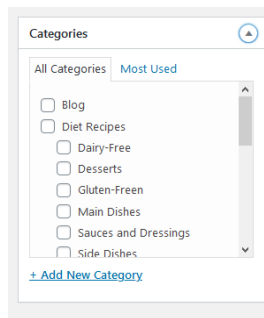 Categories
All Categories Most Used
Blog
Diet Recipes
Dairy-Free
Desserts
Gluten-Freen
Main Dishes
Sauces and Dressings
Side Dishes
+ Add New Category